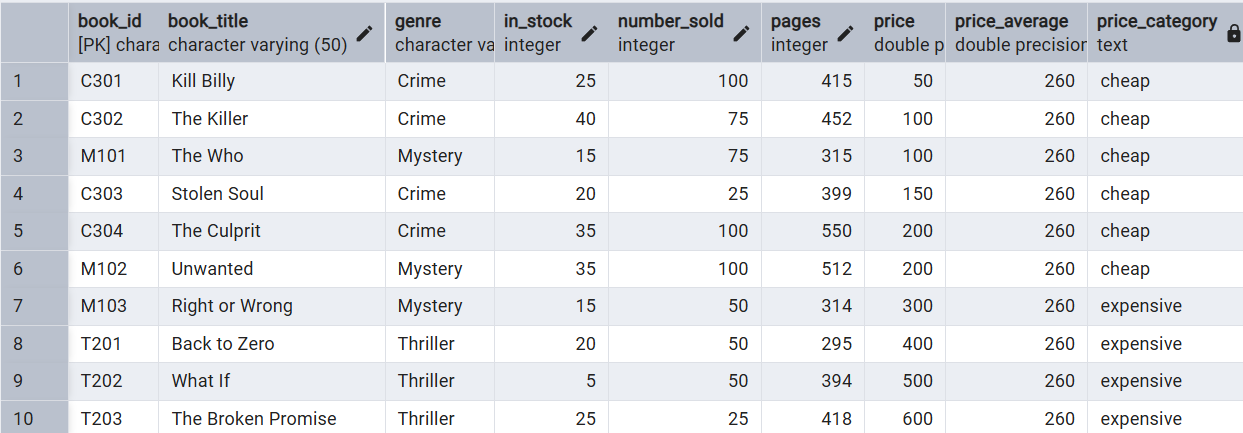 book_id book_title genre in_stock number_sold pages price price_average price_category
[PK] chara character varying (50) character va integer integer integer double p double precision text
1 C301 Kill Billy Crime 25 100 415 50 260 cheap
2 C302 The Killer Crime 40 75 452 100 260 cheap
3 M101 The Who Mystery 15 75 315 100 260 cheap
4 C303 Stolen Soul Crime 20 25 399 150 260 cheap
5 C304 The Culprit Crime 35 100 550 200 260 cheap
6 M102 Unwanted Mystery 35 100 512 200 260 cheap
7 M103 Right or Wrong Mystery 15 50 314 300 260 expensive
8 T201 Back to Zero Thriller 20 50 295 400 260 expensive
9 T202 What If Thriller 5 50 394 500 260 expensive
10 T203 The Broken Promise Thriller 25 25 418 600 260 expensive